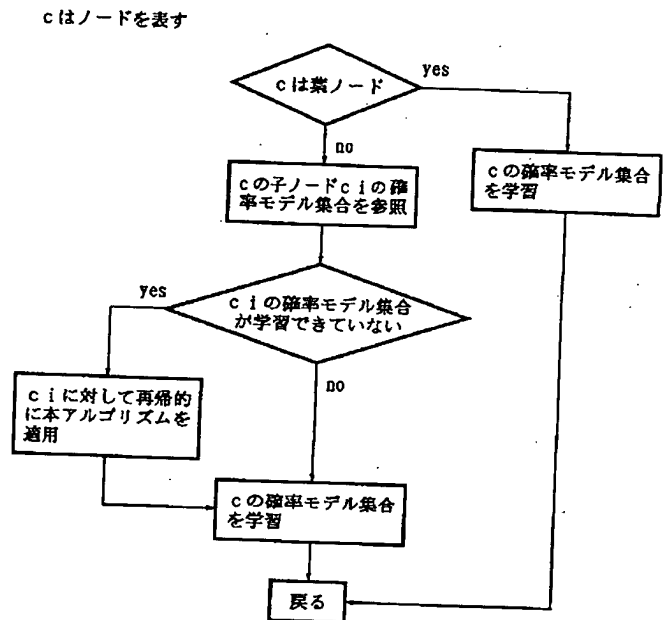 cはノードを表す
cは葉ノード
yes
no
cの確率モデル集合
を学習
cの子ノードciの確
率モデル集合を参照
yes
ciの確率モデル集合
が学習できていない
no
ciに対して再帰的
に本アルゴリズムを
適用
cの確率モデル集合
を学習
戻る